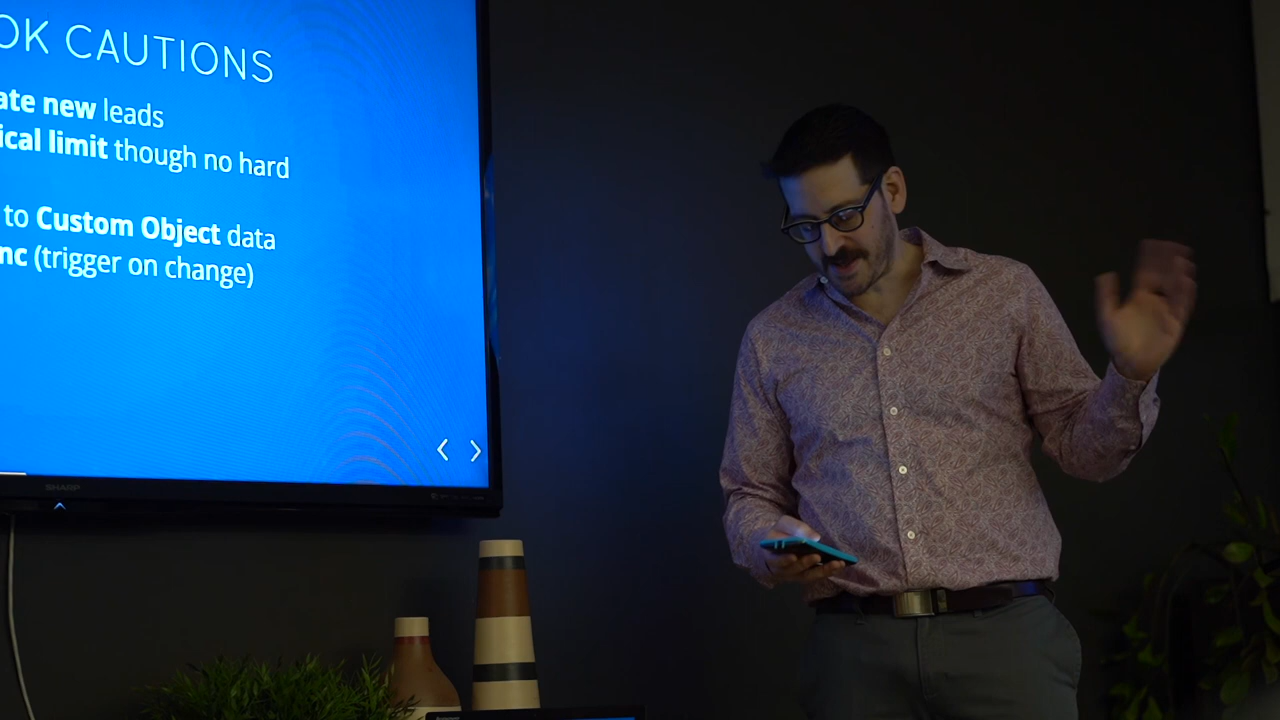 OK CAUTIONS
ate new leads
ical limit though no hard
to Custom Object data
nc (trigger on change)
SHARP